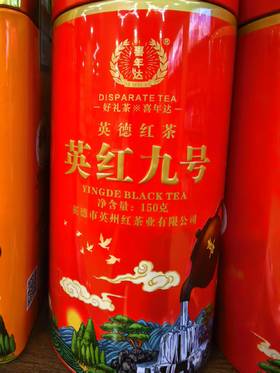 喜年达
®
DISPARATE TEA
好礼茶※喜年达
英德红茶
英红九号
YINGDE BLACK TEA
净含量：150克
英德市英州红茶业有限公司